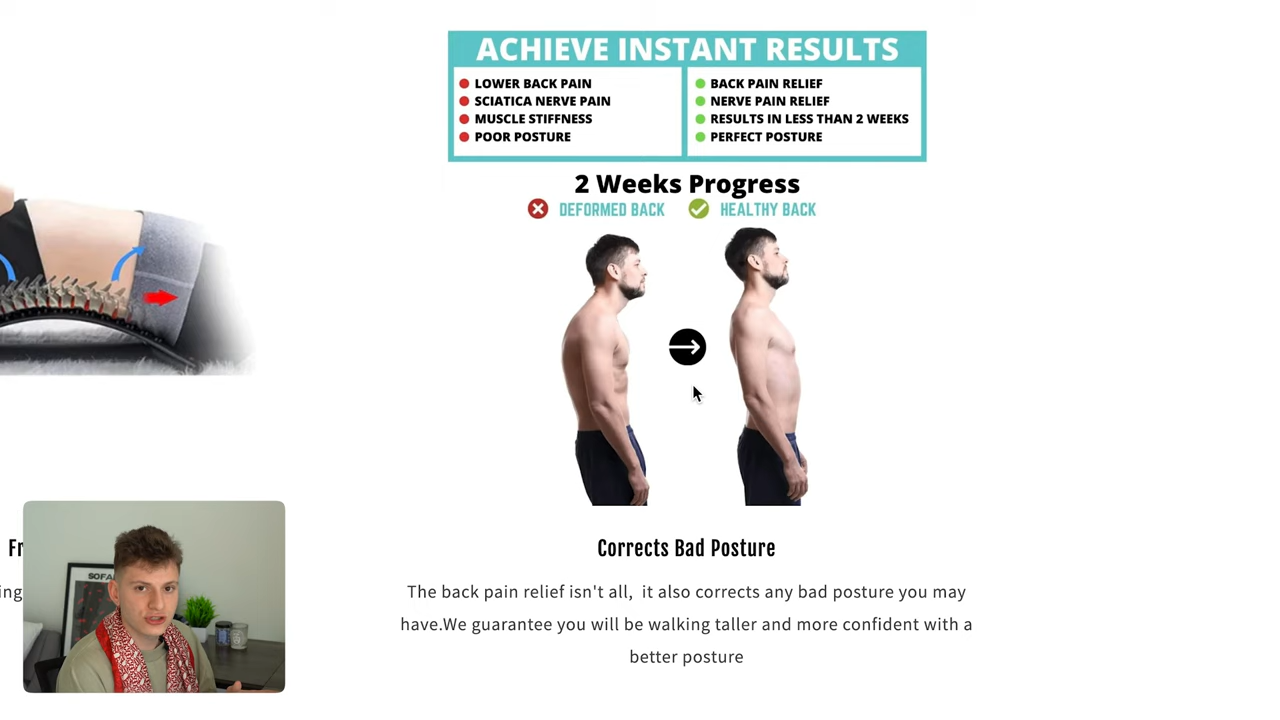 ACHIEVE INSTANT RESULTS
LOWER BACK PAIN
SCIATICA NERVE PAIN
MUSCLE STIFFNESS
POOR POSTURE
BACK PAIN RELIEF
NERVE PAIN RELIEF
RESULTS IN LESS THAN 2 WEEKS
PERFECT POSTURE
2 Weeks Progress
DEFORMED BACK
HEALTHY BACK
Fr
ing
SOFA
Corrects Bad Posture
The back pain relief isn't all, it also corrects any bad posture you may
have.We guarantee you will be walking taller and more confident with a
better posture